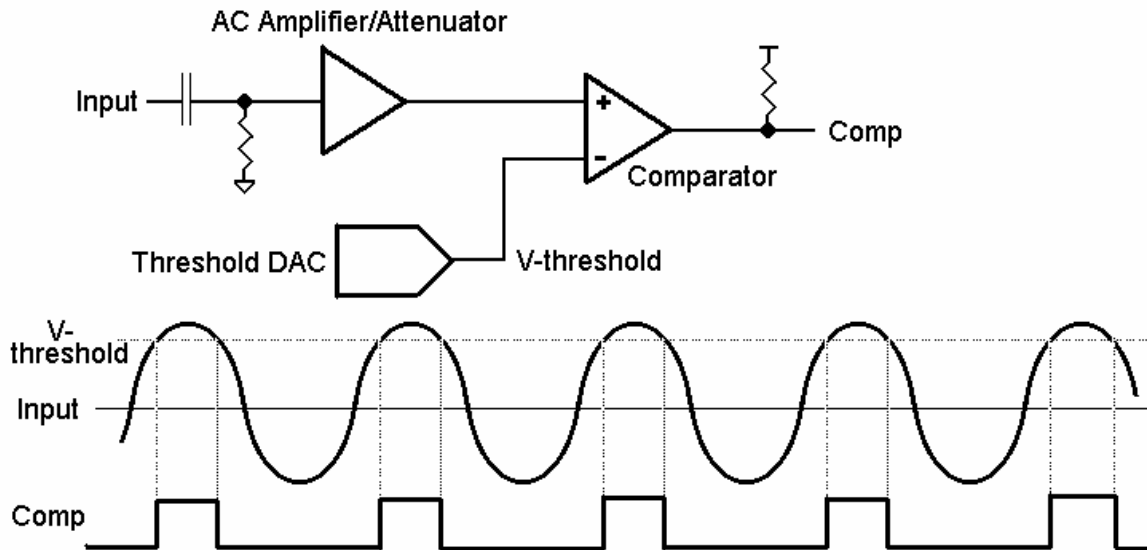 AC Amplifier/Attenuator
Input
+
-
Comp
Comparator
Threshold DAC
V-threshold
V-
threshold
Input
Comp